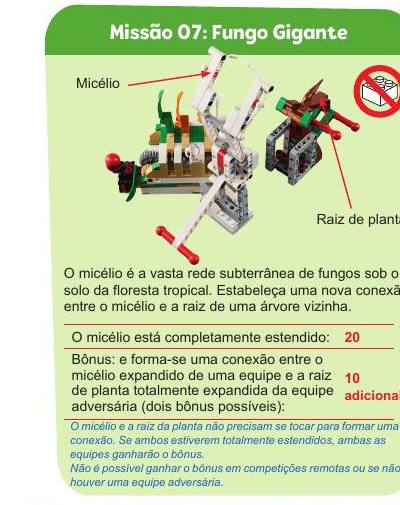 Missão 07: Fungo Gigante
Micélio
Raiz de plant
O micélio é a vasta rede subterrânea de fungos sob o
solo da floresta tropical. Estabeleça uma nova conexã
entre o micélio e a raiz de uma árvore vizinha.
O micélio está completamente estendido: 20
Bônus: e forma-se uma conexão entre o
micélio expandido de uma equipe e a raiz
de planta totalmente expandida da equipe
adversária (dois bônus possíveis):
10
adiciona
O micélio e a raiz da planta não precisam se tocar para formar uma
conexão. Se ambos estiverem totalmente estendidos, ambas as
equipes ganharão o bônus.
Não é possível ganhar o bônus em competições remotas ou se não
houver uma equipe adversária.